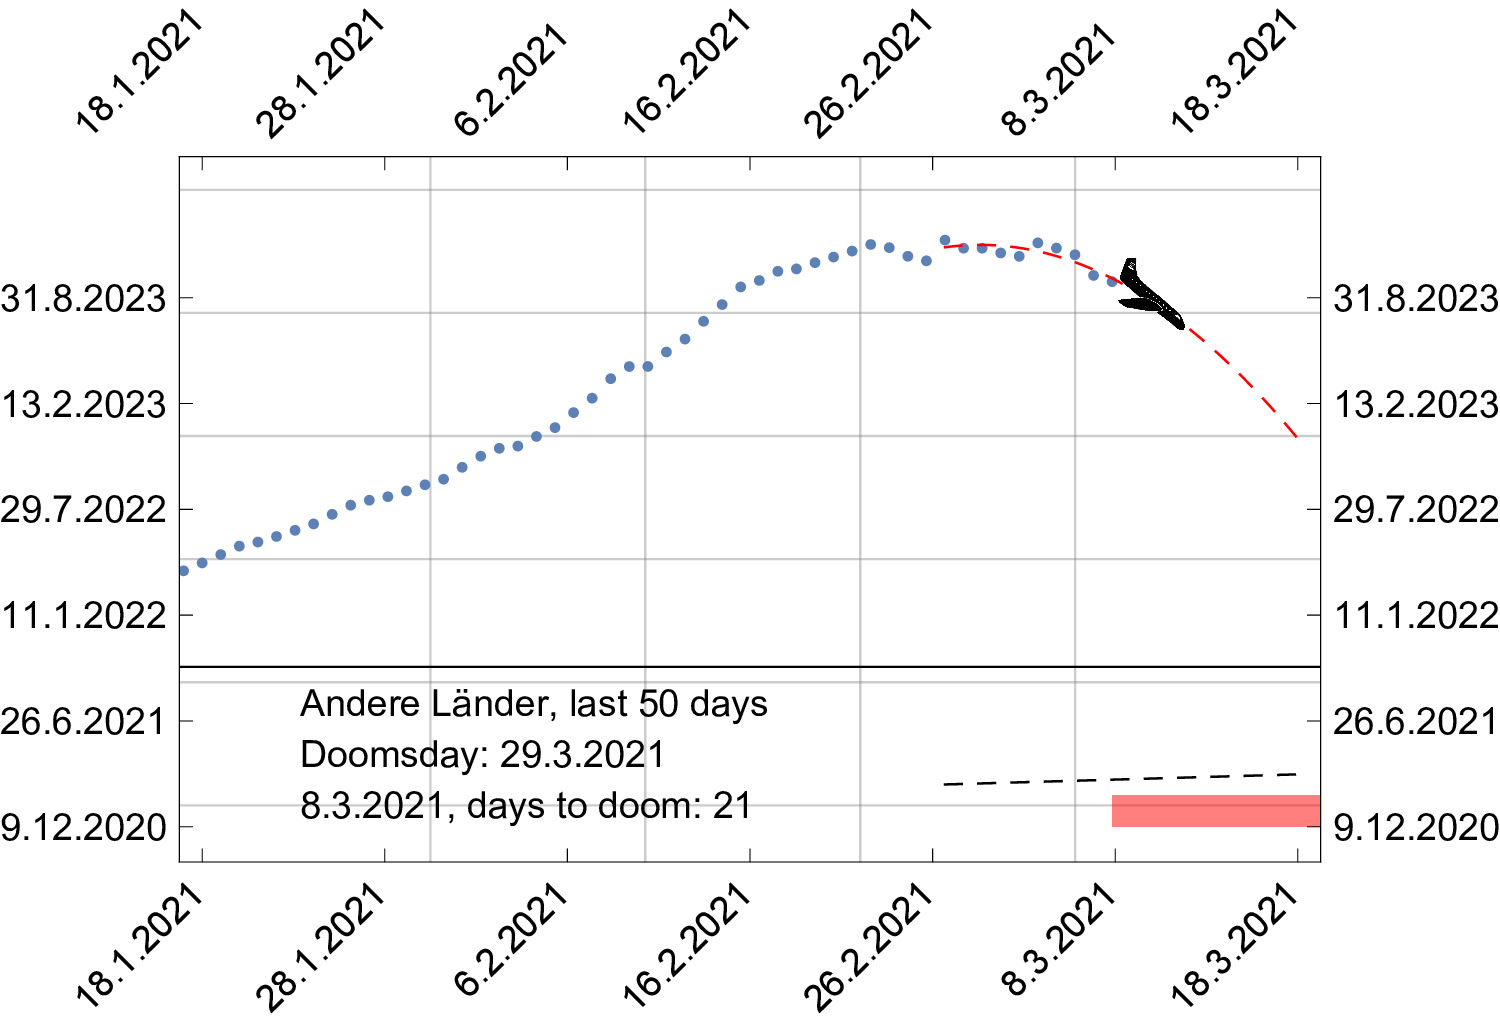 18.1.2021 28.1.2021 6.2.2021 16.2.2021 26.2.2021 8.3.2021 18.3.2021
31.8.2023 31.8.2023
13.2.2023 13.2.2023
29.7.2022 29.7.2022
11.1.2022 11.1.2022
Andere Länder, last 50 days
26.6.2021 26.6.2021
Doomsday: 29.3.2021
8.3.2021, days to doom: 21
9.12.2020 9.12.2020
18.1.2021 28.1.2021 6.2.2021 16.2.2021 26.2.2021 8.3.2021 18.3.2021